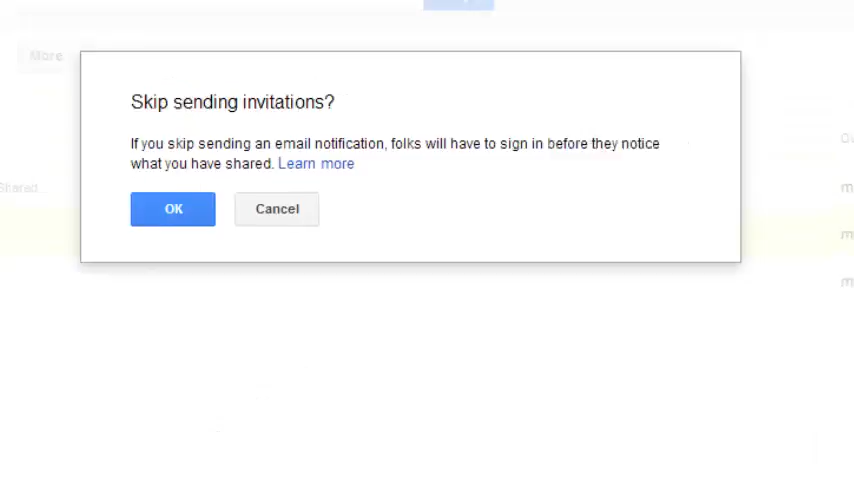 More
Skip sending invitations?
If you skip sending an email notification, folks will have to sign in before they notice
what you have shared. Learn more
Shared
OK
Cancel